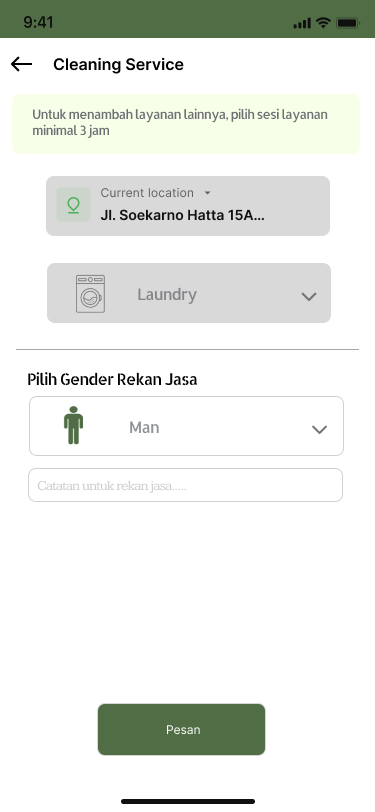 9:41
Cleaning Service
Untuk menambah layanan lainnya, pilih sesi layanan
minimal 3 jam
Current location
Jl. Soekarno Hatta 15A...
Laundry
Pilih Gender Rekan Jasa
Man
Catatan untuk rekan jasa.....
Pesan